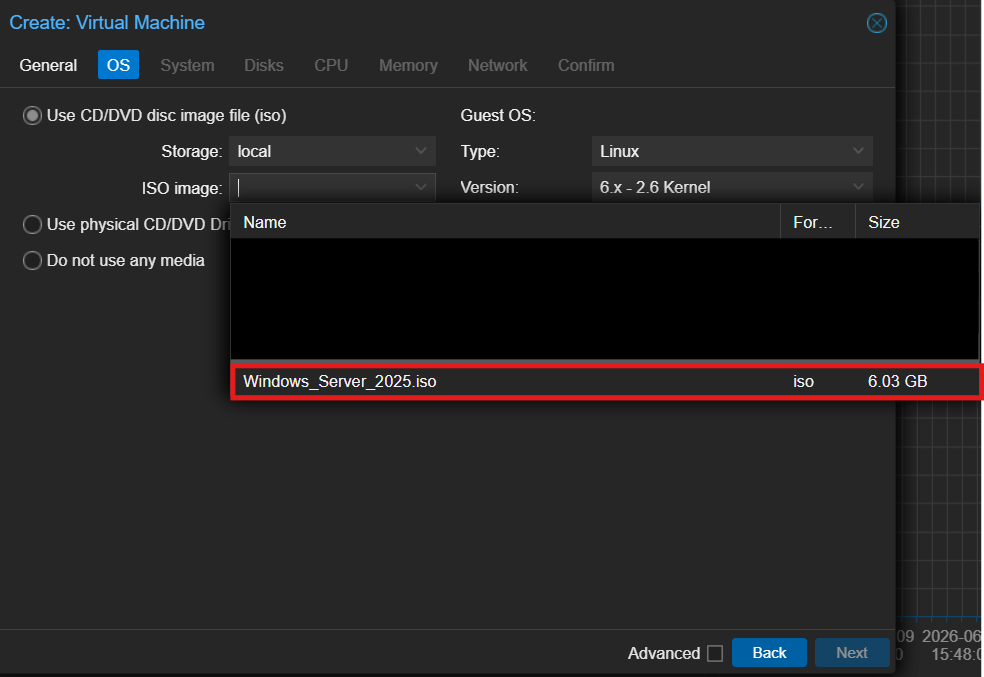 Create: Virtual Machine
General OS System Disks CPU Memory Network Confirm
Use CD/DVD disc image file (iso) Guest OS:
Storage: local Type: Linux
ISO image: Version: 6.x - 2.6 Kernel
Name For... Size
Use physical CD/DVD
Do not use any media
Windows_Server_2025.iso iso 6.03 GB
Advanced Back Next
09 2026-06
15:48: